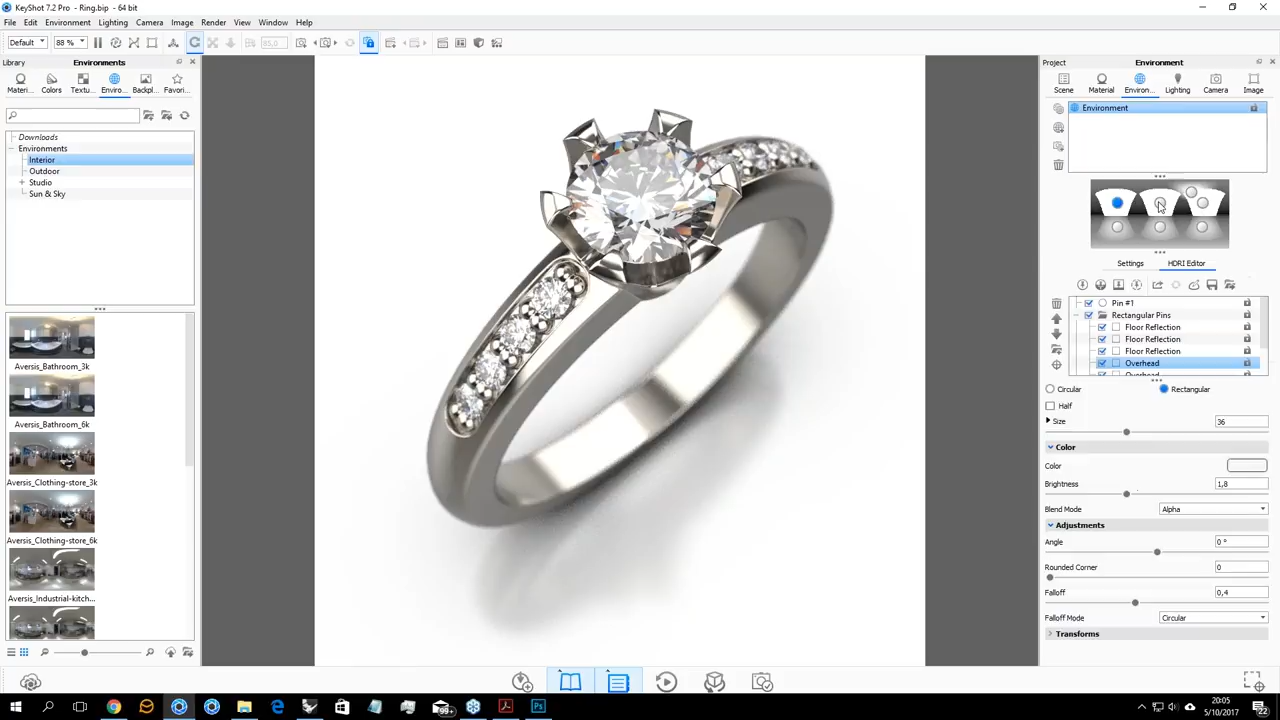 KeyShot 7.2 Pro - Ring.bip - 64 bit
File Edit Environment Lighting Camera Image Render View Window Help
Default 88 % 85,0
Library Environments
Project Environment
Materi... Colors Textu... Enviro... Backpl... Favori...
Scene Material Environ... Lighting Camera Image
Environment
Downloads
Environments
Interior
Outdoor
Studio
Sun & Sky
Settings HDRI Editor
Pin #1
Rectangular Pins
Floor Reflection
Floor Reflection
Floor Reflection
Overhead
Overhead
Circular Rectangular
Half
Size 36
Color
Color
Brightness 1,8
Blend Mode Alpha
Adjustments
Angle 0 °
Rounded Corner 0
Falloff 0,4
Falloff Mode Circular
Transforms
Aversis_Bathroom_3k
Aversis_Bathroom_6k
Aversis_Clothing-store_3k
Aversis_Clothing-store_6k
Aversis_Industrial-kitch...
99+
20:05
5/10/2017
22